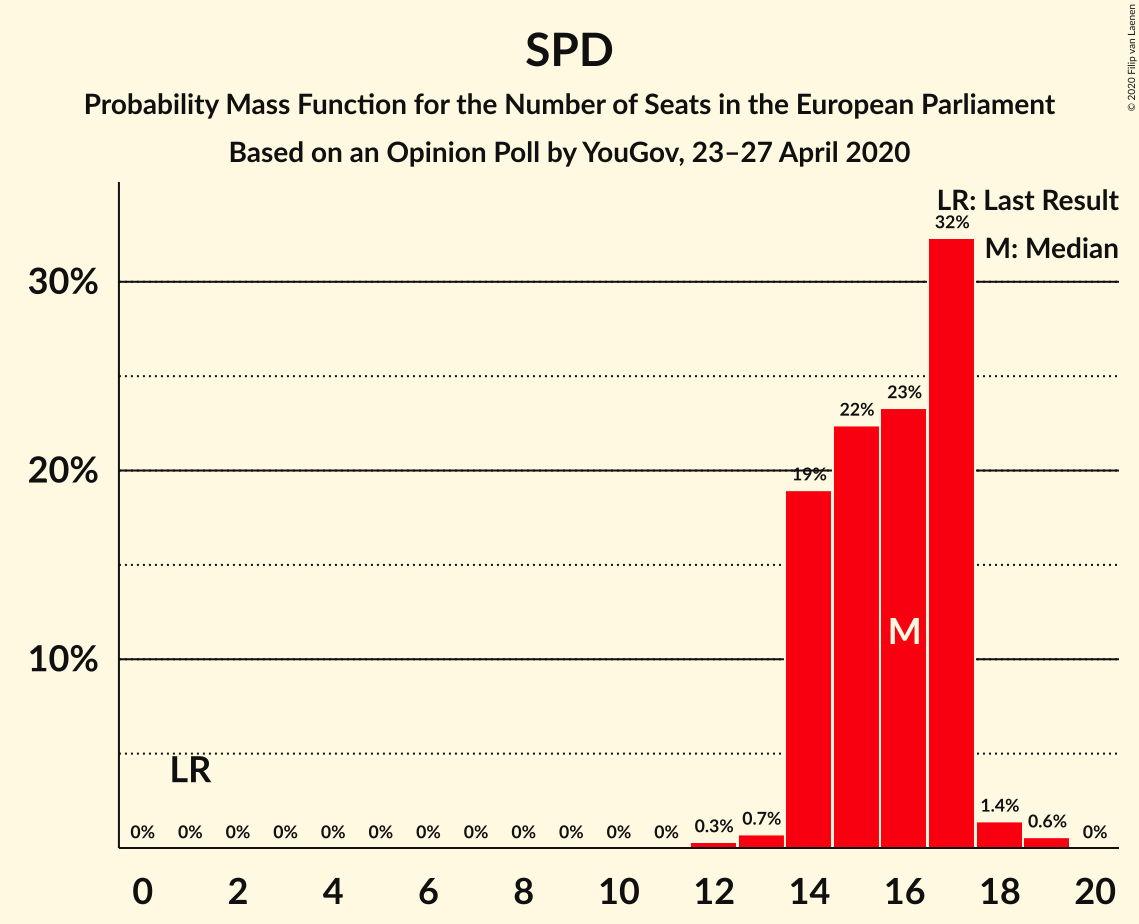 SPD
Probability Mass Function for the Number of Seats in the European Parliament
Based on an Opinion Poll by YouGov, 23–27 April 2020
© 2020 Filip van Laenen
LR: Last Result
M: Median
30%
20%
10%
32%
23%
22%
19%
M
LR
0% 0% 0% 0% 0% 0% 0% 0% 0% 0% 0% 0% 0.3% 0.7% 1.4% 0.6% 0%
0 2 4 6 8 10 12 14 16 18 20